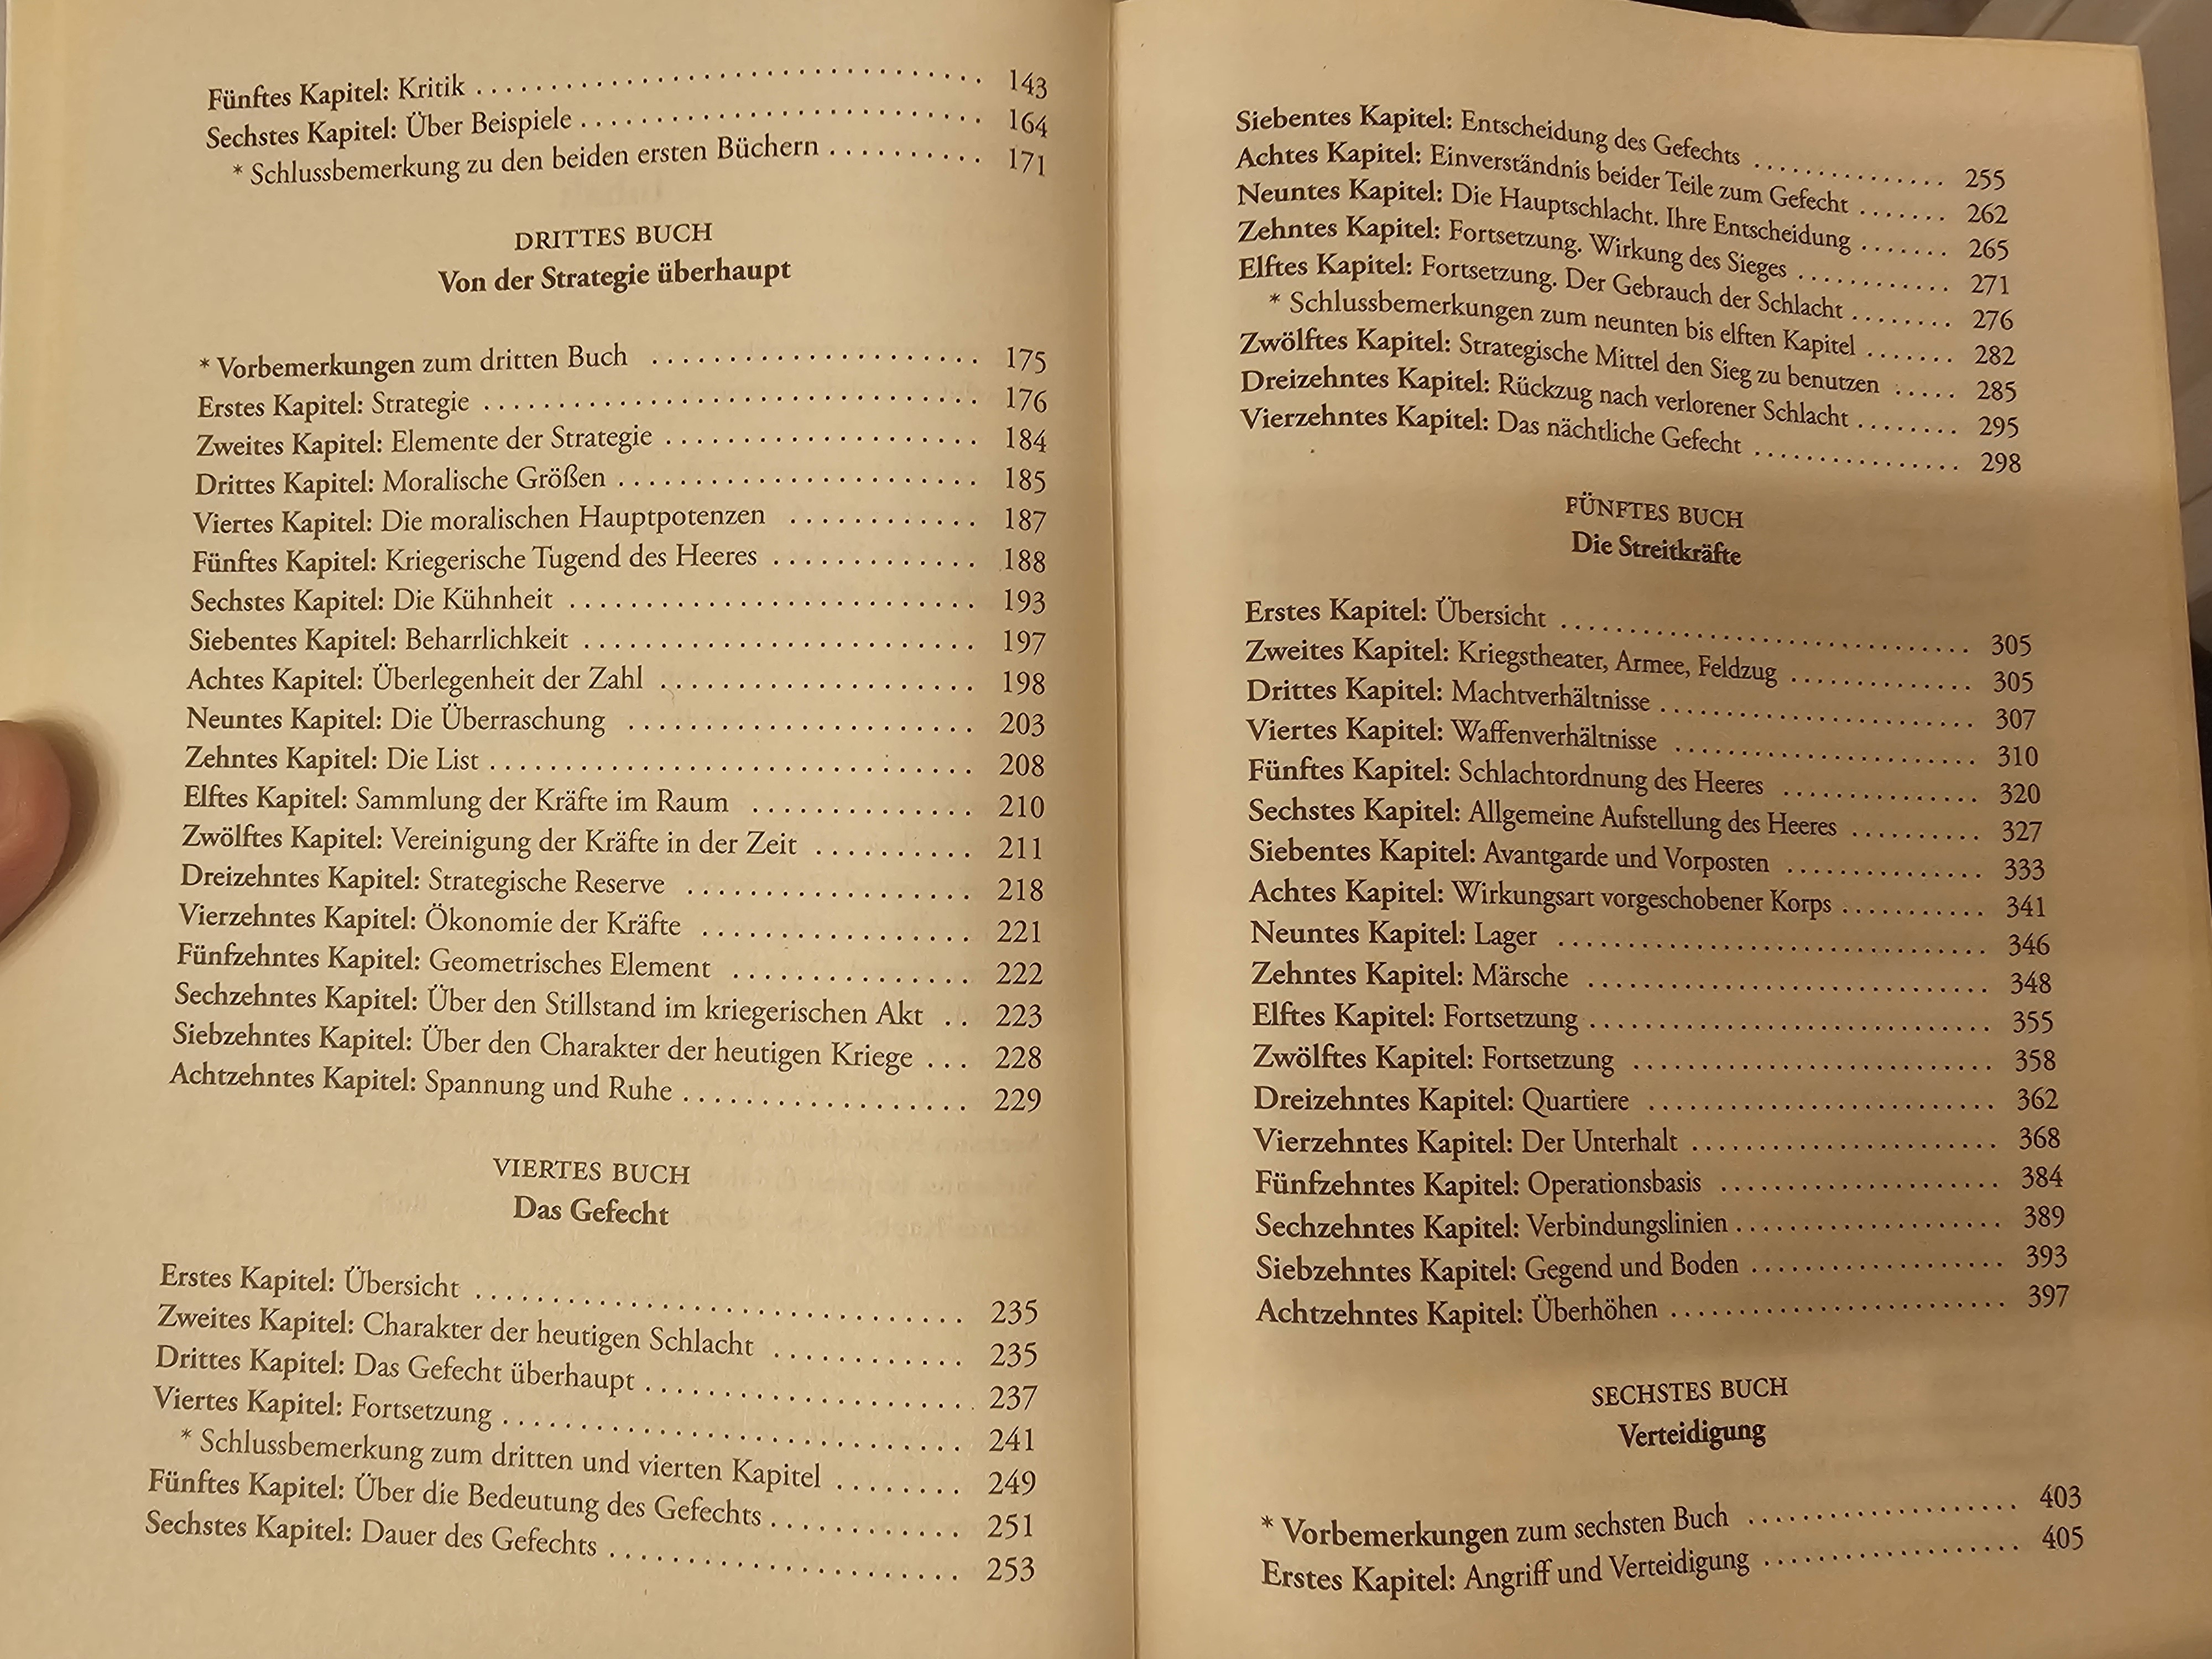 Fünftes Kapitel: Kritik . . . . . . . . . . . . . . . . . . . . . . . . . . . . . . . 143
Sechstes Kapitel: Über Beispiele . . . . . . . . . . . . . . . . . . . . . . . . 164
* Schlussbemerkung zu den beiden ersten Büchern . . . . . . . . . . 171
DRITTES BUCH
Von der Strategie überhaupt
* Vorbemerkungen zum dritten Buch . . . . . . . . . . . . . . . . . . . . 175
Erstes Kapitel: Strategie . . . . . . . . . . . . . . . . . . . . . . . . . . . . . . 176
Zweites Kapitel: Elemente der Strategie . . . . . . . . . . . . . . . . . . . 184
Drittes Kapitel: Moralische Größen . . . . . . . . . . . . . . . . . . . . . . 185
Viertes Kapitel: Die moralischen Hauptpotenzen . . . . . . . . . . . . 187
Fünftes Kapitel: Kriegerische Tugend des Heeres . . . . . . . . . . . . . 188
Sechstes Kapitel: Die Kühnheit . . . . . . . . . . . . . . . . . . . . . . . . . 193
Siebentes Kapitel: Beharrlichkeit . . . . . . . . . . . . . . . . . . . . . . . . 197
Achtes Kapitel: Überlegenheit der Zahl . . . . . . . . . . . . . . . . . . . 198
Neuntes Kapitel: Die Überraschung . . . . . . . . . . . . . . . . . . . . . 203
Zehntes Kapitel: Die List . . . . . . . . . . . . . . . . . . . . . . . . . . . . . 208
Elftes Kapitel: Sammlung der Kräfte im Raum . . . . . . . . . . . . . 210
Zwölftes Kapitel: Vereinigung der Kräfte in der Zeit . . . . . . . . . . 211
Dreizehntes Kapitel: Strategische Reserve . . . . . . . . . . . . . . . . . 218
Vierzehntes Kapitel: Ökonomie der Kräfte . . . . . . . . . . . . . . . . 221
Fünfzehntes Kapitel: Geometrisches Element . . . . . . . . . . . . . . 222
Sechzehntes Kapitel: Über den Stillstand im kriegerischen Akt . . 223
Siebzehntes Kapitel: Über den Charakter der heutigen Kriege . . . 228
Achtzehntes Kapitel: Spannung und Ruhe . . . . . . . . . . . . . . . . . 229
VIERTES BUCH
Das Gefecht
Erstes Kapitel: Übersicht . . . . . . . . . . . . . . . . . . . . . . . . . . . . . 235
Zweites Kapitel: Charakter der heutigen Schlacht . . . . . . . . . . . . 235
Drittes Kapitel: Das Gefecht überhaupt . . . . . . . . . . . . . . . . . . . 237
Viertes Kapitel: Fortsetzung . . . . . . . . . . . . . . . . . . . . . . . . . . . 241
* Schlussbemerkung zum dritten und vierten Kapitel . . . . . . . . 249
Fünftes Kapitel: Über die Bedeutung des Gefechts . . . . . . . . . . . 251
Sechstes Kapitel: Dauer des Gefechts . . . . . . . . . . . . . . . . . . . . . 253
Siebentes Kapitel: Entscheidung des Gefechts . . . . . . . . . . . . . . . 255
Achtes Kapitel: Einverständnis beider Teile zum Gefecht . . . . . . . 262
Neuntes Kapitel: Die Hauptschlacht. Ihre Entscheidung . . . . . . . 265
Zehntes Kapitel: Fortsetzung. Wirkung des Sieges . . . . . . . . . . . . 271
Elftes Kapitel: Fortsetzung. Der Gebrauch der Schlacht . . . . . . . . 276
* Schlussbemerkungen zum neunten bis elften Kapitel . . . . . . . 282
Zwölftes Kapitel: Strategische Mittel den Sieg zu benutzen . . . . . 285
Dreizehntes Kapitel: Rückzug nach verlorener Schlacht . . . . . . . . 295
Vierzehntes Kapitel: Das nächtliche Gefecht . . . . . . . . . . . . . . . . 298
FÜNFTES BUCH
Die Streitkräfte
Erstes Kapitel: Übersicht . . . . . . . . . . . . . . . . . . . . . . . . . . . . . 305
Zweites Kapitel: Kriegstheater, Armee, Feldzug . . . . . . . . . . . . . 305
Drittes Kapitel: Machtverhältnisse . . . . . . . . . . . . . . . . . . . . . . 307
Viertes Kapitel: Waffenverhältnisse . . . . . . . . . . . . . . . . . . . . . 310
Fünftes Kapitel: Schlachtordnung des Heeres . . . . . . . . . . . . . . 320
Sechstes Kapitel: Allgemeine Aufstellung des Heeres . . . . . . . . . . 327
Siebentes Kapitel: Avantgarde und Vorposten . . . . . . . . . . . . . . 333
Achtes Kapitel: Wirkungsart vorgeschobener Korps . . . . . . . . . . . 341
Neuntes Kapitel: Lager . . . . . . . . . . . . . . . . . . . . . . . . . . . . . . 346
Zehntes Kapitel: Märsche . . . . . . . . . . . . . . . . . . . . . . . . . . . . 348
Elftes Kapitel: Fortsetzung . . . . . . . . . . . . . . . . . . . . . . . . . . . . 355
Zwölftes Kapitel: Fortsetzung . . . . . . . . . . . . . . . . . . . . . . . . . 358
Dreizehntes Kapitel: Quartiere . . . . . . . . . . . . . . . . . . . . . . . . 362
Vierzehntes Kapitel: Der Unterhalt . . . . . . . . . . . . . . . . . . . . . 368
Fünfzehntes Kapitel: Operationsbasis . . . . . . . . . . . . . . . . . . . 384
Sechzehntes Kapitel: Verbindungslinien . . . . . . . . . . . . . . . . . . 389
Siebzehntes Kapitel: Gegend und Boden . . . . . . . . . . . . . . . . . . 393
Achtzehntes Kapitel: Überhöhen . . . . . . . . . . . . . . . . . . . . . . . 397
SECHSTES BUCH
Verteidigung
* Vorbemerkungen zum sechsten Buch . . . . . . . . . . . . . . . . . . 403
Erstes Kapitel: Angriff und Verteidigung . . . . . . . . . . . . . . . . . . 405